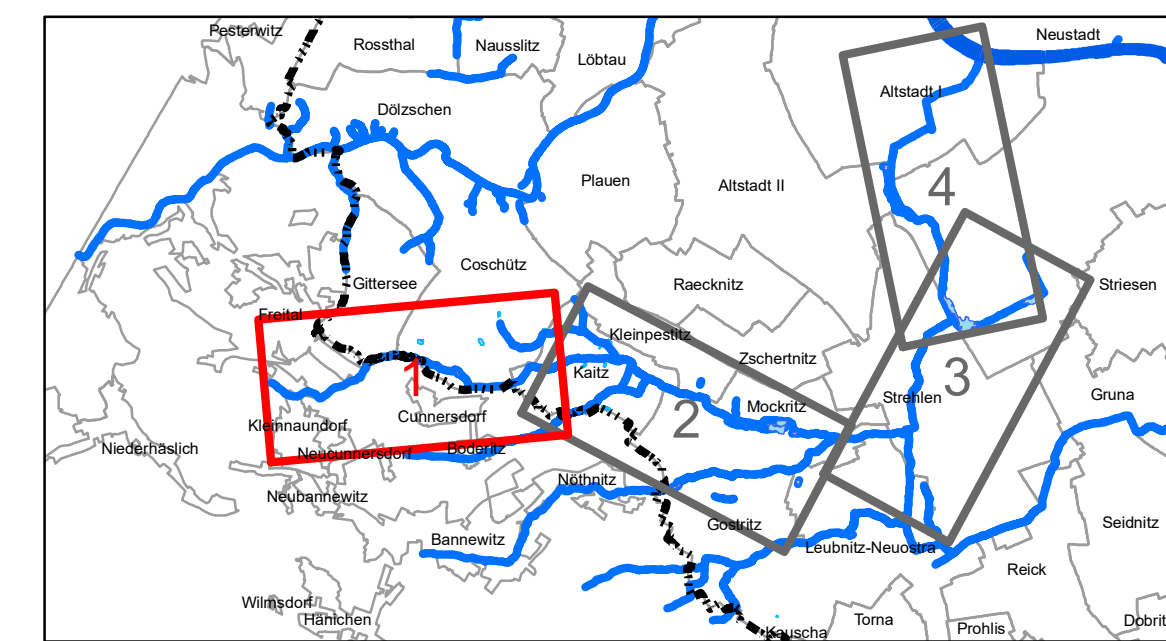 Pesterwitz
Rossthal
Nausslitz
Löbtau
Neustadt
Dölzschen
Altstadt I
Plauen
Altstadt II
4
Coschütz
Gittersee
Raecknitz
Striesen
Freital
Kleinpestitz
Zschertnitz
Kaitz
1
3
Strehlen
Gruna
Mockritz
2
Cunnersdorf
Kleinnaundorf
Niederhäslich
Neucunnersdorf
Boderitz
Nöthnitz
Neubannewitz
Gostritz
Seidnitz
Bannewitz
Leubnitz-Neuostra
Reick
Wilmsdorf
Hänichen
Torna
Prohlis
Dobrit
Kauscha